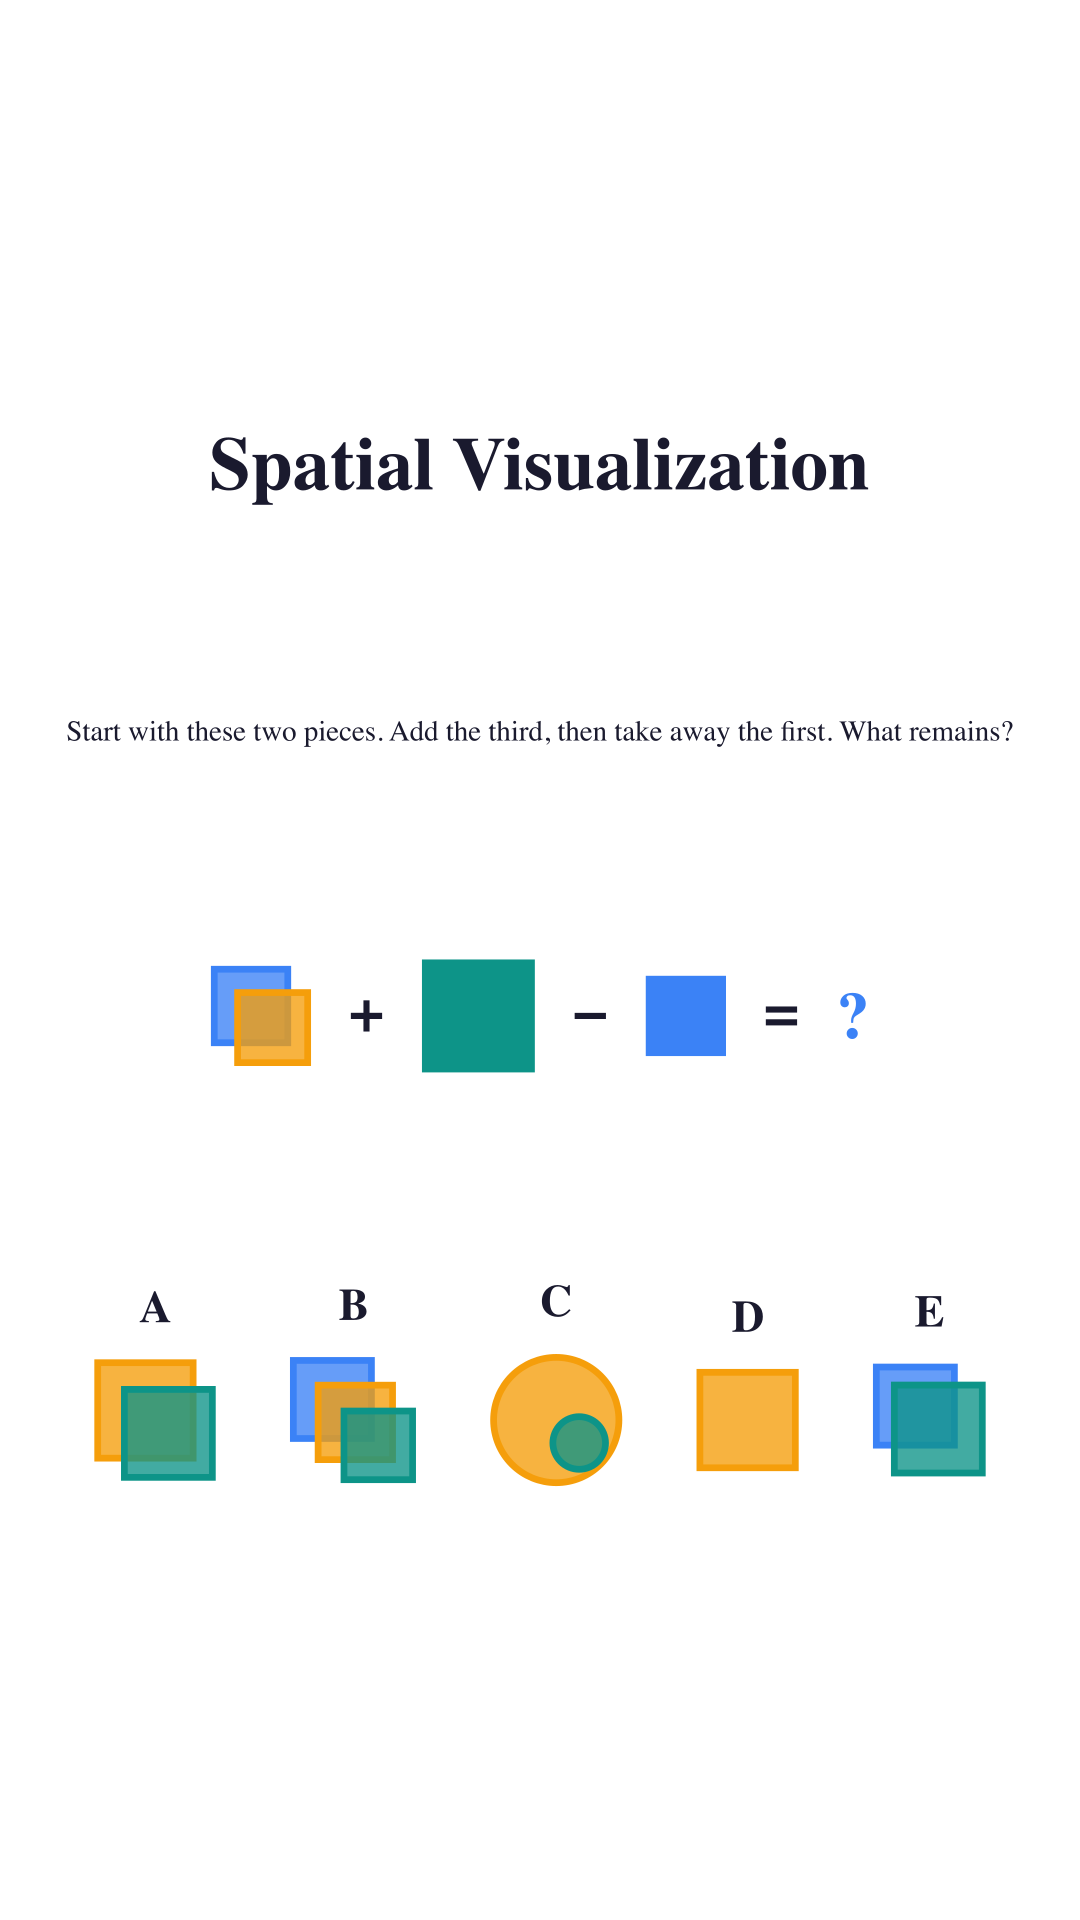 Spatial Visualization
Start with these two pieces. Add the third, then take away the first. What remains?
+ − = ?
A B C D E